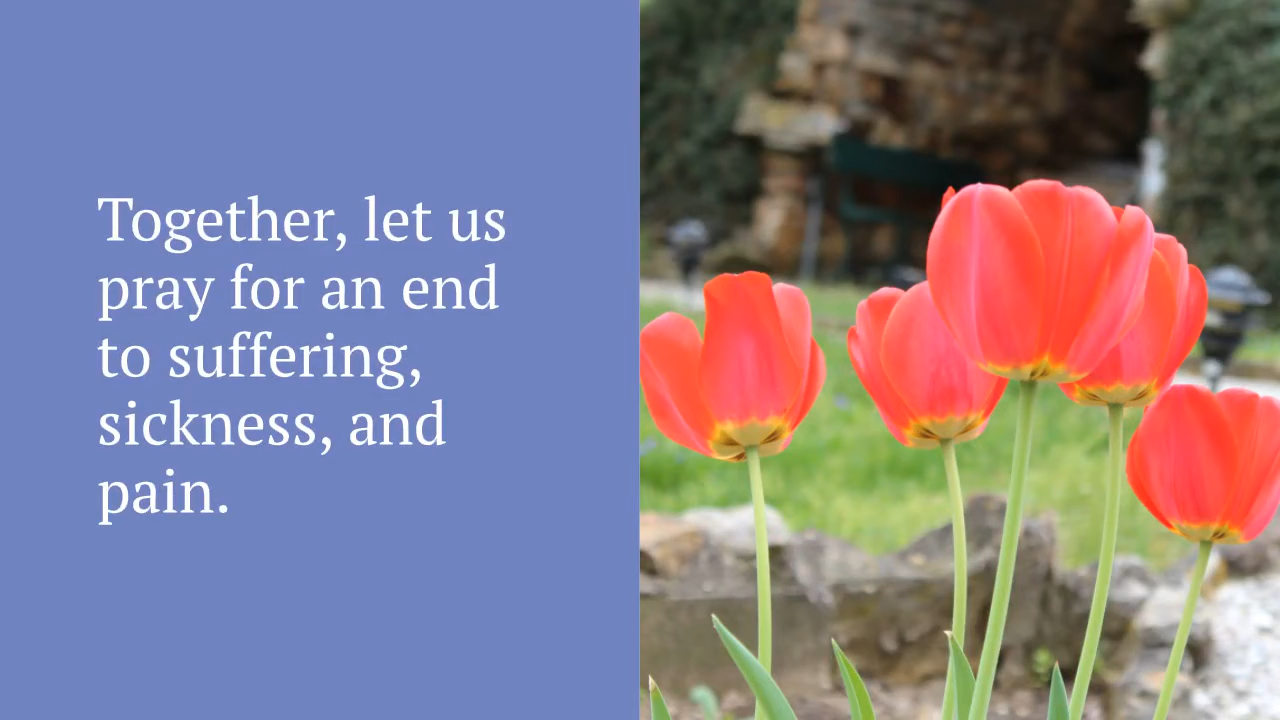 Together, let us
pray for an end
to suffering,
sickness, and
pain.